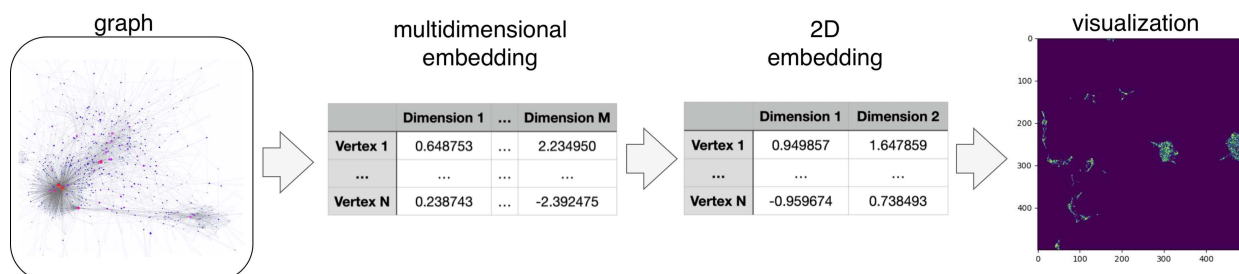 graph
multidimensional
embedding
2D
embedding
visualization
Dimension 1 ... Dimension M
Vertex 1 0.648753 ... 2.234950
... ... ... ...
Vertex N 0.238743 ... -2.392475
Dimension 1 Dimension 2
Vertex 1 0.949857 1.647859
... ... ...
Vertex N -0.959674 0.738493
0
100
200
300
400
0 100 200 300 400